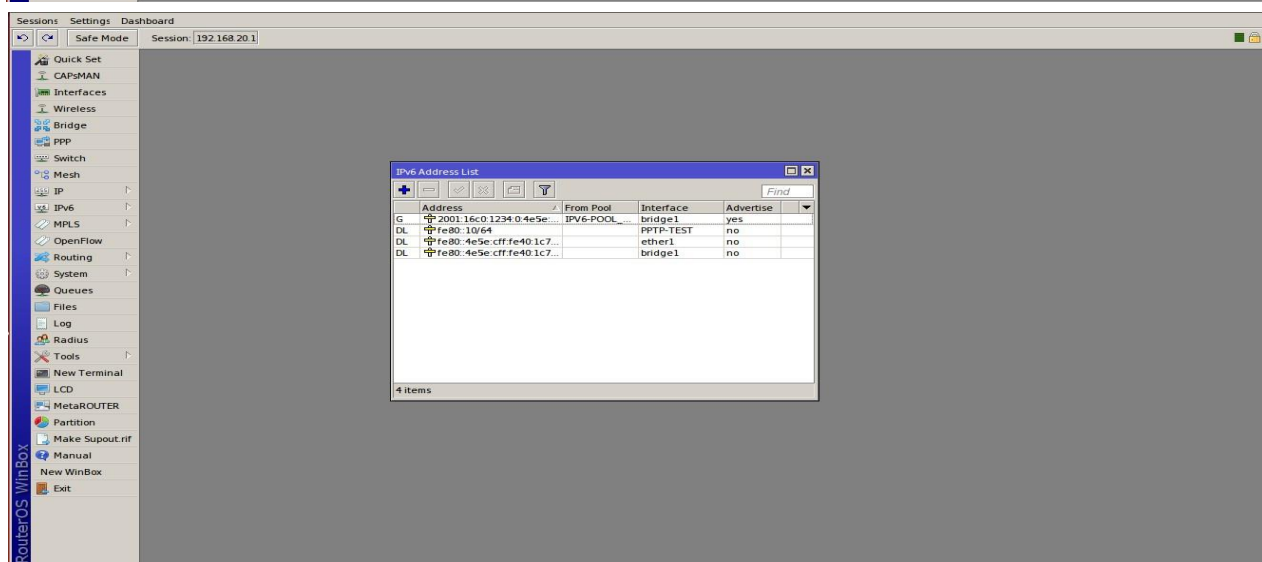 Sessions Settings Dashboard
Safe Mode Session: 192.168.20.1
Quick Set
CAPsMAN
Interfaces
Wireless
Bridge
PPP
Switch
Mesh
IP
IPv6
MPLS
OpenFlow
Routing
System
Queues
Files
Log
Radius
Tools
New Terminal
LCD
MetaROUTER
Partition
Make Supout.rif
Manual
New WinBox
Exit
RouterOS WinBox
IPv6 Address List
Find
Address From Pool Interface Advertise
G 2001:16c0:1234:0:4e5e:... IPV6-POOL_... bridge1 yes
DL fe80::10/64 PPTP-TEST no
DL fe80::4e5e:cff:fe40:1c7... ether1 no
DL fe80::4e5e:cff:fe40:1c7... bridge1 no
4 items